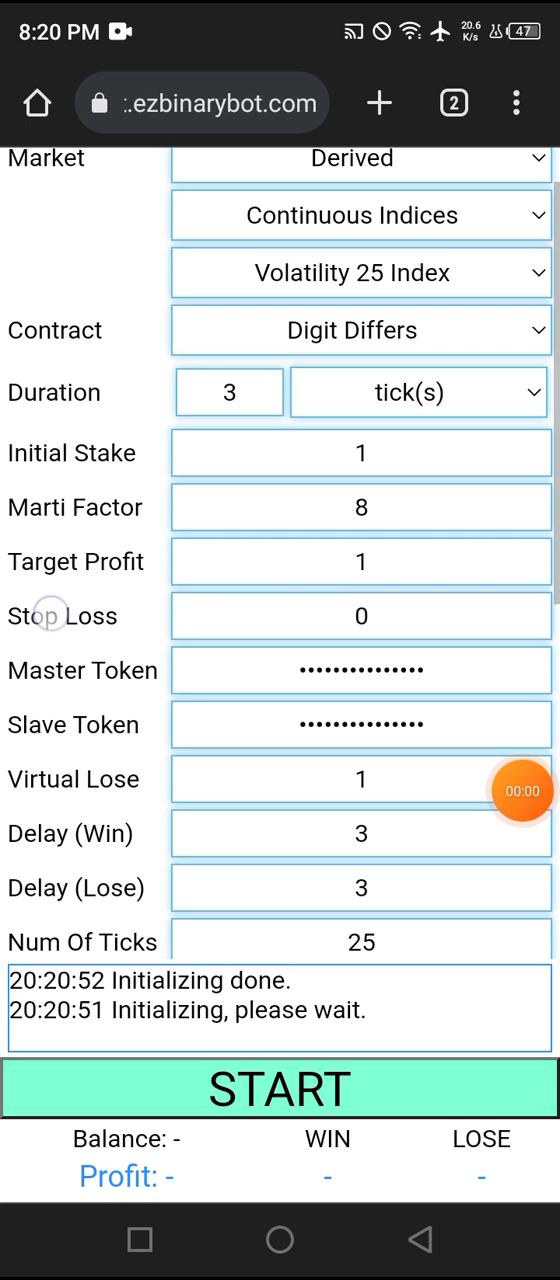 8:20 PM 20.6 K/s 47
:.ezbinarybot.com 2
Market Derived
Continuous Indices
Volatility 25 Index
Contract Digit Differs
Duration 3 tick(s)
Initial Stake 1
Marti Factor 8
Target Profit 1
Stop Loss 0
Master Token •••••••••••••••
Slave Token •••••••••••••••
Virtual Lose 1
00:00
Delay (Win) 3
Delay (Lose) 3
Num Of Ticks 25
20:20:52 Initializing done.
20:20:51 Initializing, please wait.
START
Balance: - WIN LOSE
Profit: - - -